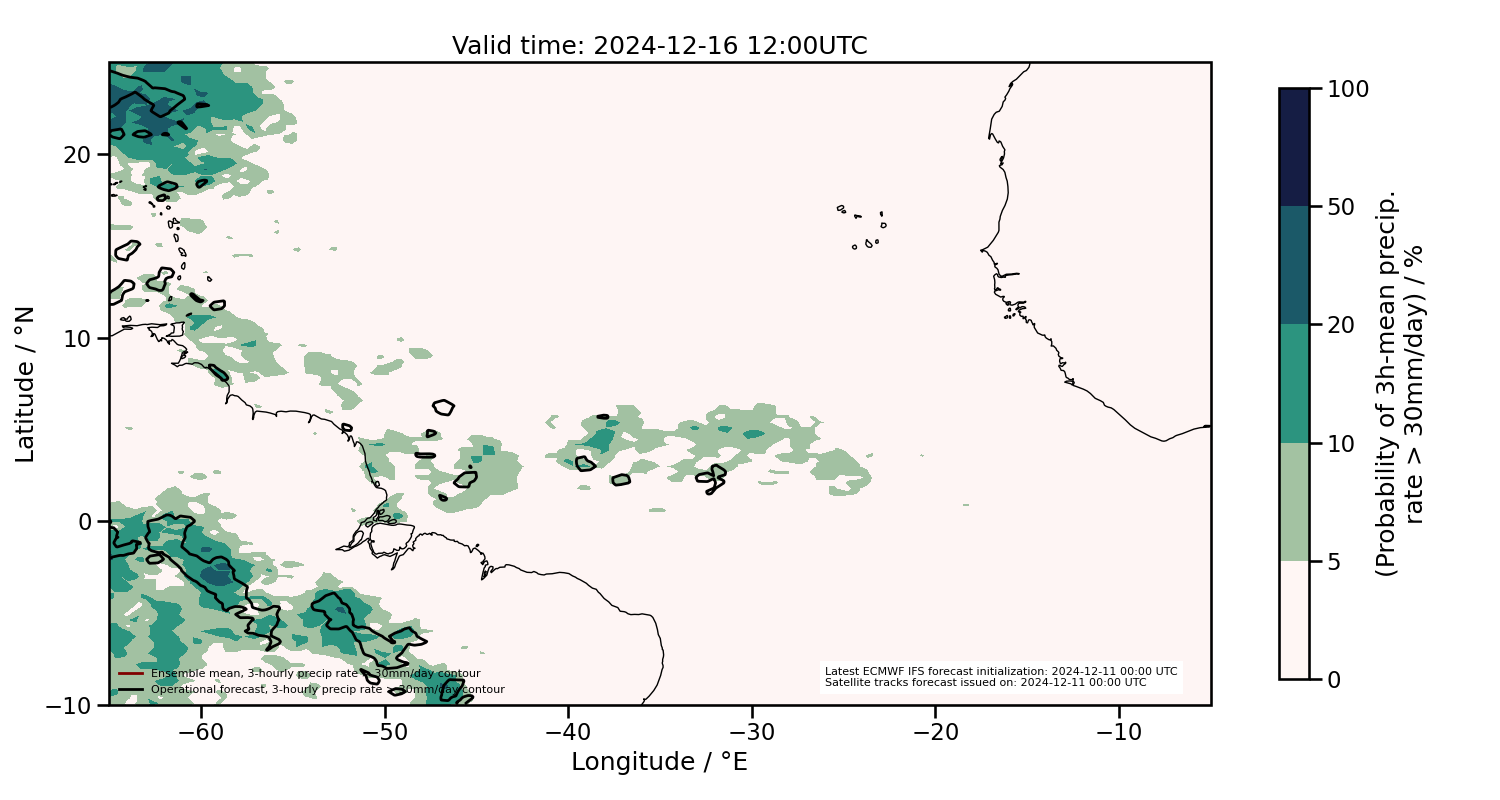 Valid time: 2024-12-16 12:00UTC
20
10
0
−10
Latitude / °N
−60
−50
−40
−30
−20
−10
Longitude / °E
Ensemble mean, 3-hourly precip rate > 30mm/day contour
Operational forecast, 3-hourly precip rate > 30mm/day contour
Latest ECMWF IFS forecast initialization: 2024-12-11 00:00 UTC
Satellite tracks forecast issued on: 2024-12-11 00:00 UTC
100
50
20
10
5
0
(Probability of 3h-mean precip.
rate > 30mm/day) / %